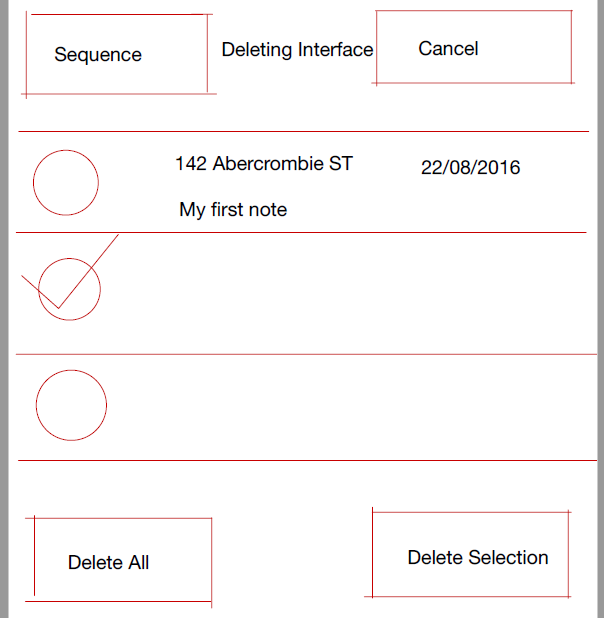 Sequence
Deleting Interface
Cancel
142 Abercrombie ST
22/08/2016
My first note
Delete All
Delete Selection